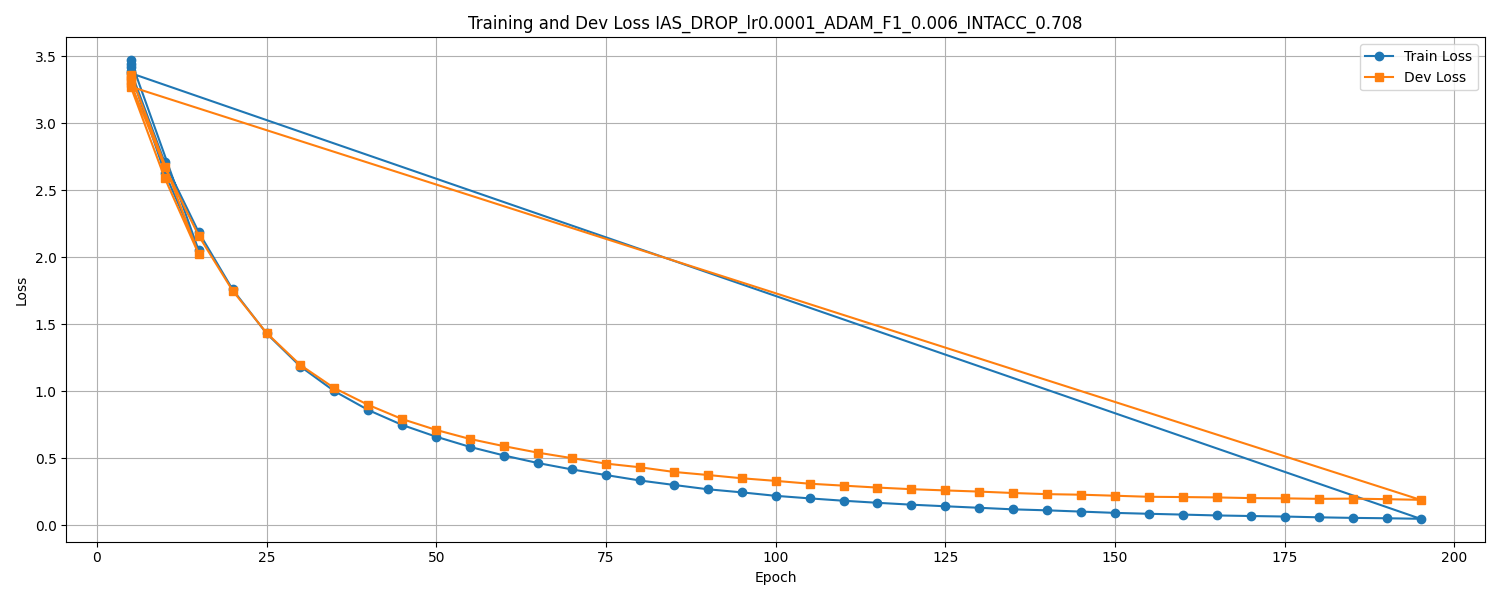 Training and Dev Loss IAS_DROP_lr0.0001_ADAM_F1_0.006_INTACC_0.708
Train Loss
Dev Loss
3.5
3.0
2.5
2.0
1.5
1.0
0.5
0.0
Loss
0 25 50 75 100 125 150 175 200
Epoch